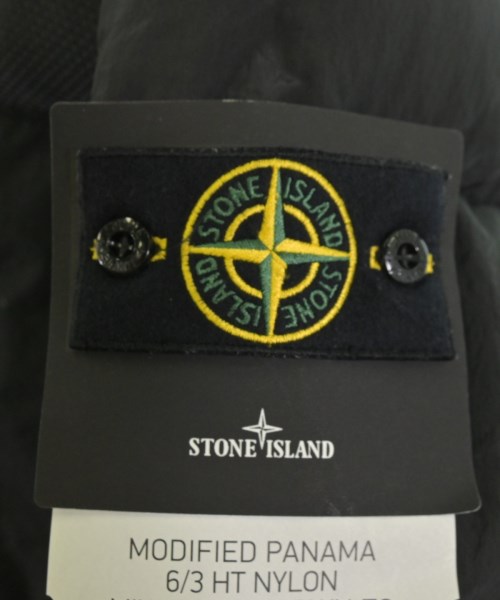 STONE ISLAND
STONE ISLAND
STONE ISLAND
MODIFIED PANAMA
6/3 HT NYLON